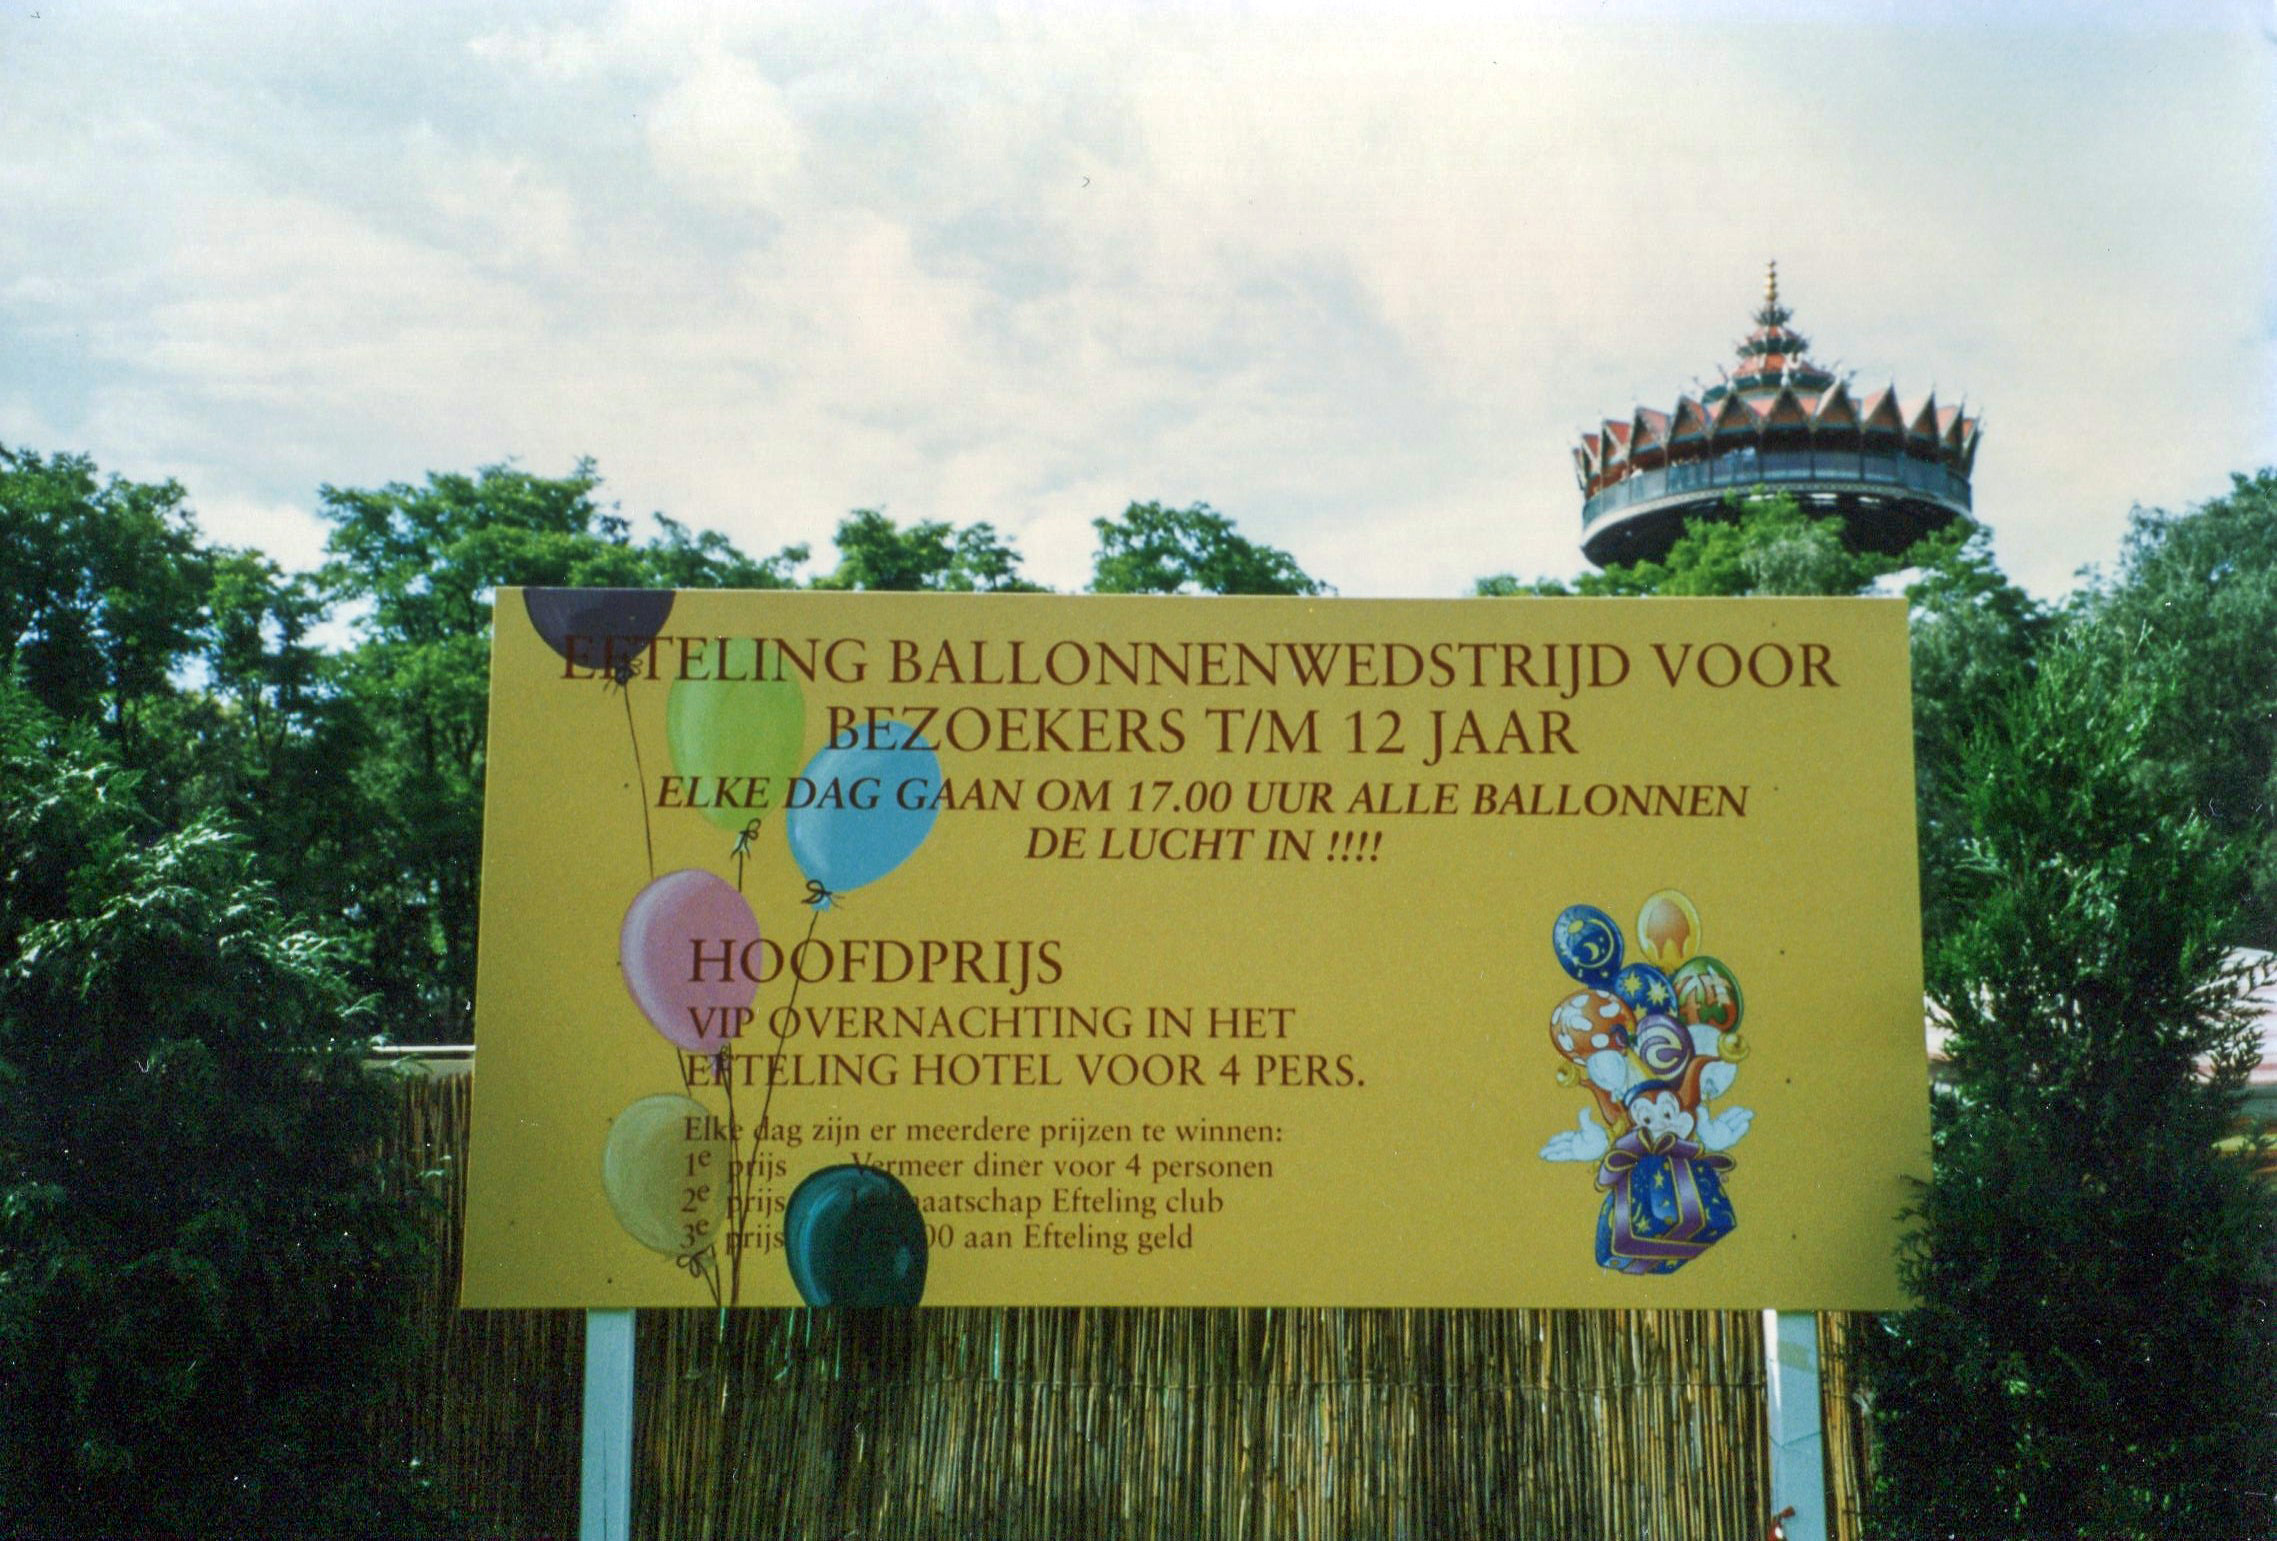 EFTELING BALLONNENWEDSTRIJD VOOR
BEZOEKERS T/M 12 JAAR
ELKE DAG GAAN OM 17.00 UUR ALLE BALLONNEN
DE LUCHT IN !!!!
HOOFDPRIJS
VIP OVERNACHTING IN HET
EFTELING HOTEL VOOR 4 PERS.
Elke dag zijn er meerdere prijzen te winnen:
1e prijs Vermeer diner voor 4 personen
2e prijs Efteling club
3e prijs aan Efteling geld